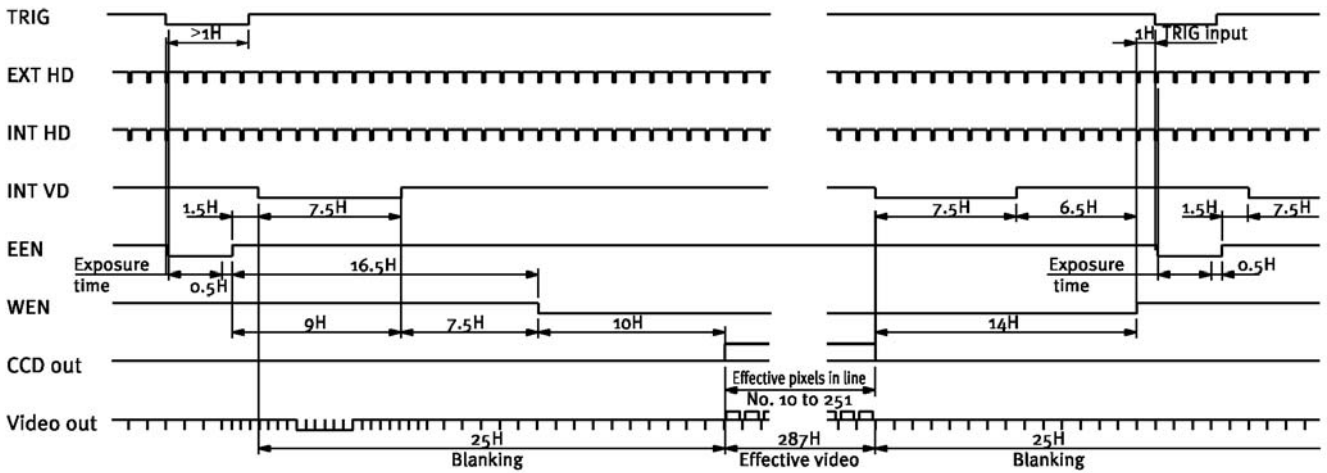 TRIG
>1H
1H TRIG input
EXT HD
INT HD
INT VD
1.5H 7.5H 7.5H 6.5H 1.5H 7.5H
EEN
Exposure time 16.5H Exposure time 0.5H
0.5H
WEN
9H 7.5H 10H 14H
CCD out
Effective pixels in line
No. 10 to 251
Video out
25H 287H 25H
Blanking Effective video Blanking